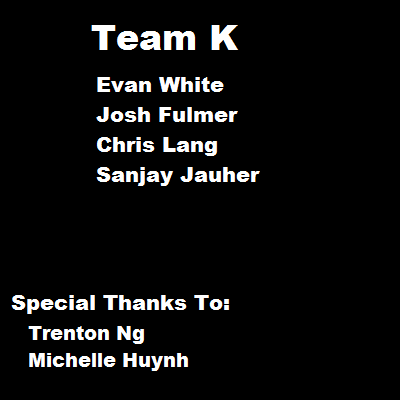 Team K
Evan White
Josh Fulmer
Chris Lang
Sanjay Jauher
Special Thanks To:
Trenton Ng
Michelle Huynh